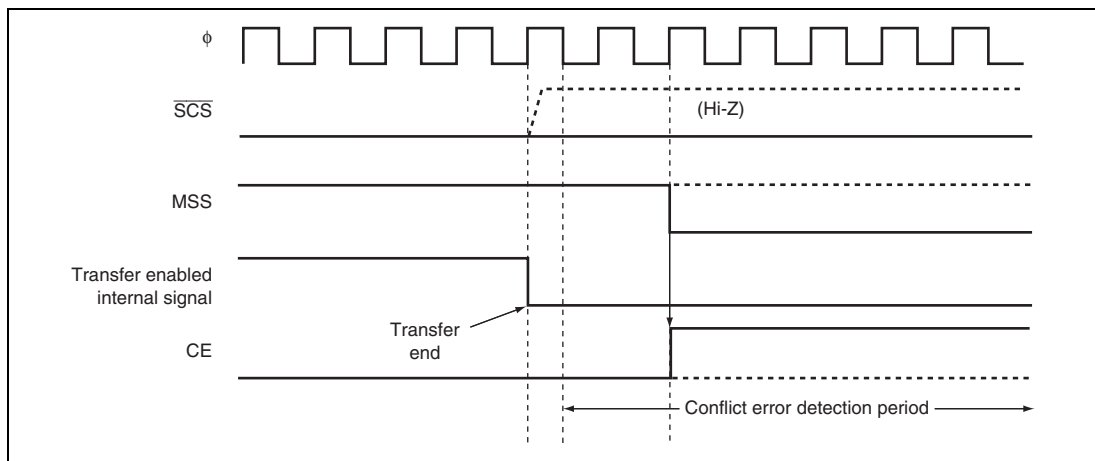 ϕ
SCS
(Hi-Z)
MSS
Transfer enabled
internal signal
Transfer
end
CE
Conflict error detection period